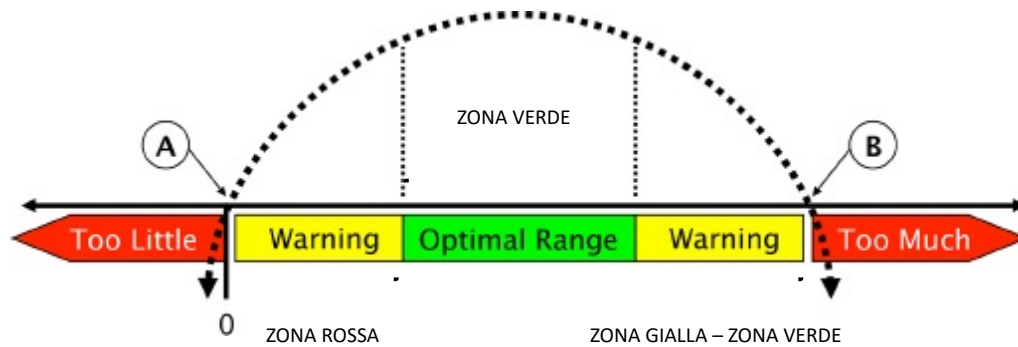 ZONA VERDE
A
B
Too Little
Warning
Optimal Range
Warning
Too Much
0
ZONA ROSSA
ZONA GIALLA – ZONA VERDE